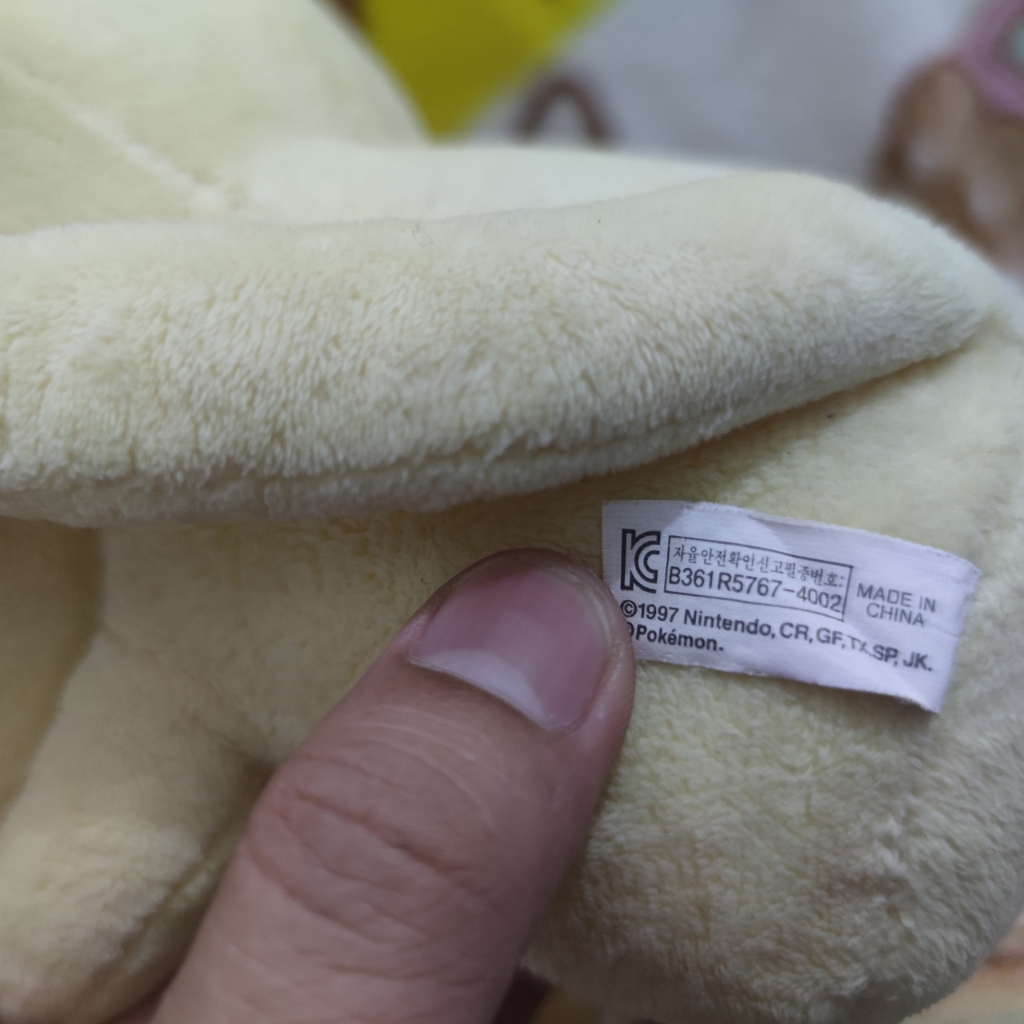 KC 자율안전확인신고필증번호:
B361R5767-4002 MADE IN CHINA
©1997 Nintendo, CR, GF, TX, SP, JK.
Pokémon.